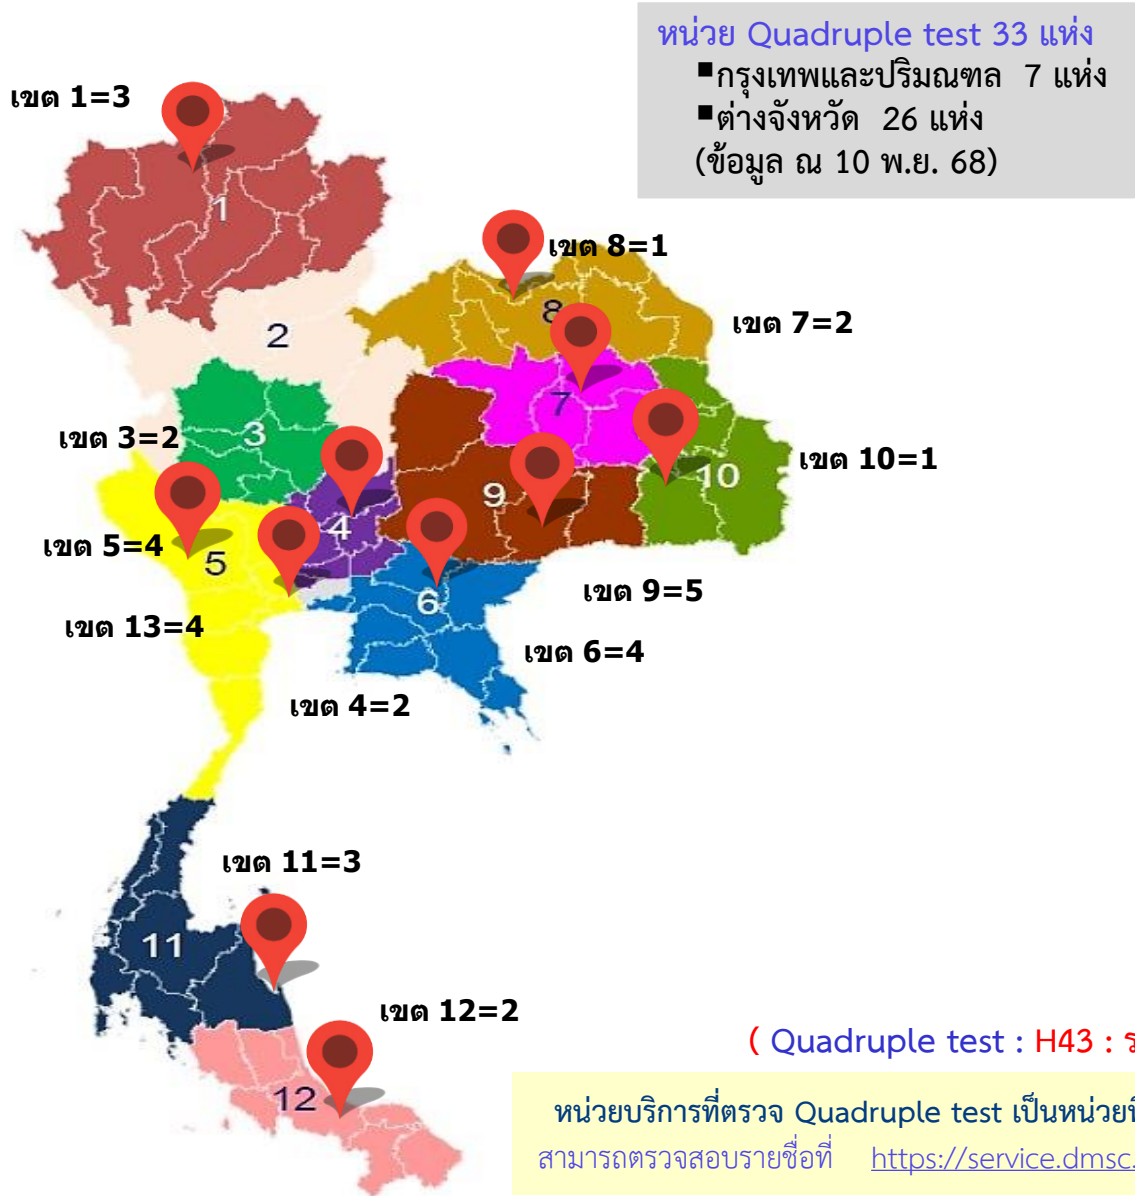 หน่วย Quadruple test 33 แห่ง
▪กรุงเทพและปริมณฑล 7 แห่ง
▪ต่างจังหวัด 26 แห่ง
(ข้อมูล ณ 10 พ.ย. 68)
เขต 1=3
1
เขต 8=1
8
2
เขต 7=2
7
3
เขต 3=2
เขต 10=1
10
9
4
เขต 5=4
5
เขต 9=5
6
เขต 13=4
เขต 6=4
เขต 4=2
เขต 11=3
11
เขต 12=2
12
( Quadruple test : H43 : ร
หน่วยบริการที่ตรวจ Quadruple test เป็นหน่วยบ
สามารถตรวจสอบรายชื่อที่ https://service.dmsc.